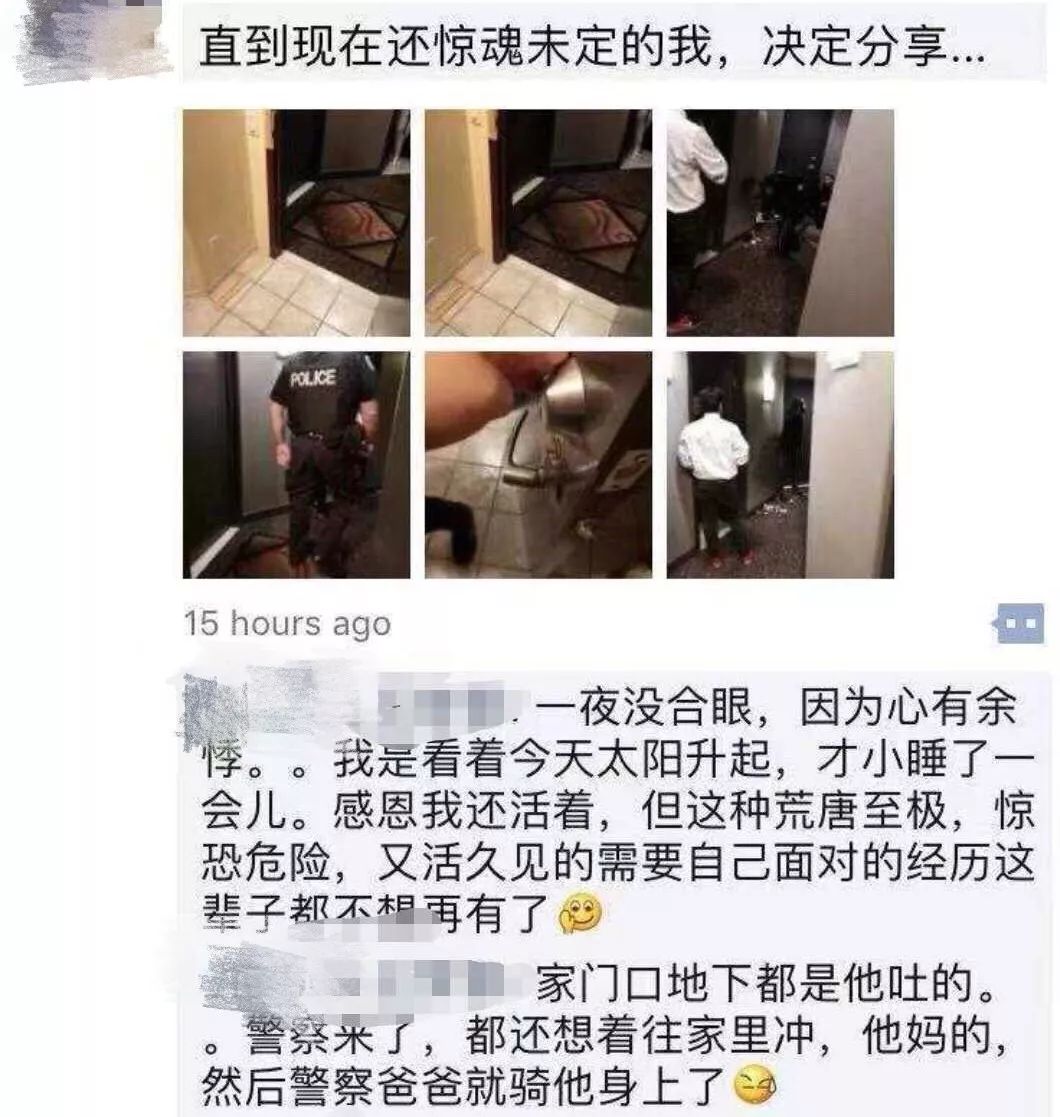 直到现在还惊魂未定的我，决定分享...
POLICE
15 hours ago
一夜没合眼，因为心有余
悸。。我是看着今天太阳升起，才小睡了一
会儿。感恩我还活着，但这种荒唐至极，惊
恐危险，又活久见的需要自己面对的经历这
辈子都不想再有了
家门口地下都是他吐的。
。警察来了，都还想着往家里冲，他妈的，
然后警察爸爸就骑他身上了